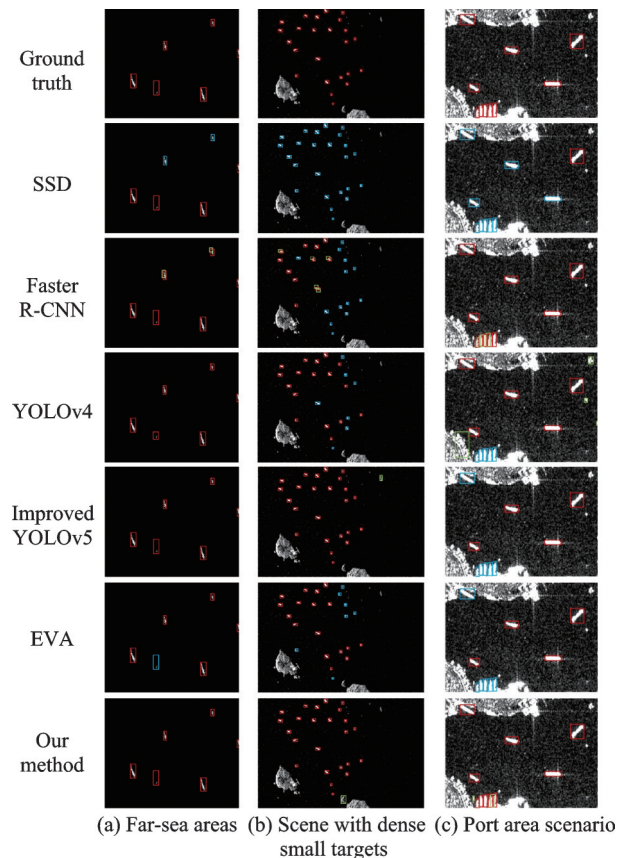 Ground
truth
SSD
Faster
R-CNN
YOLOv4
Improved
YOLOv5
EVA
Our
method
(a) Far-sea areas
(b) Scene with dense
small targets
(c) Port area scenario